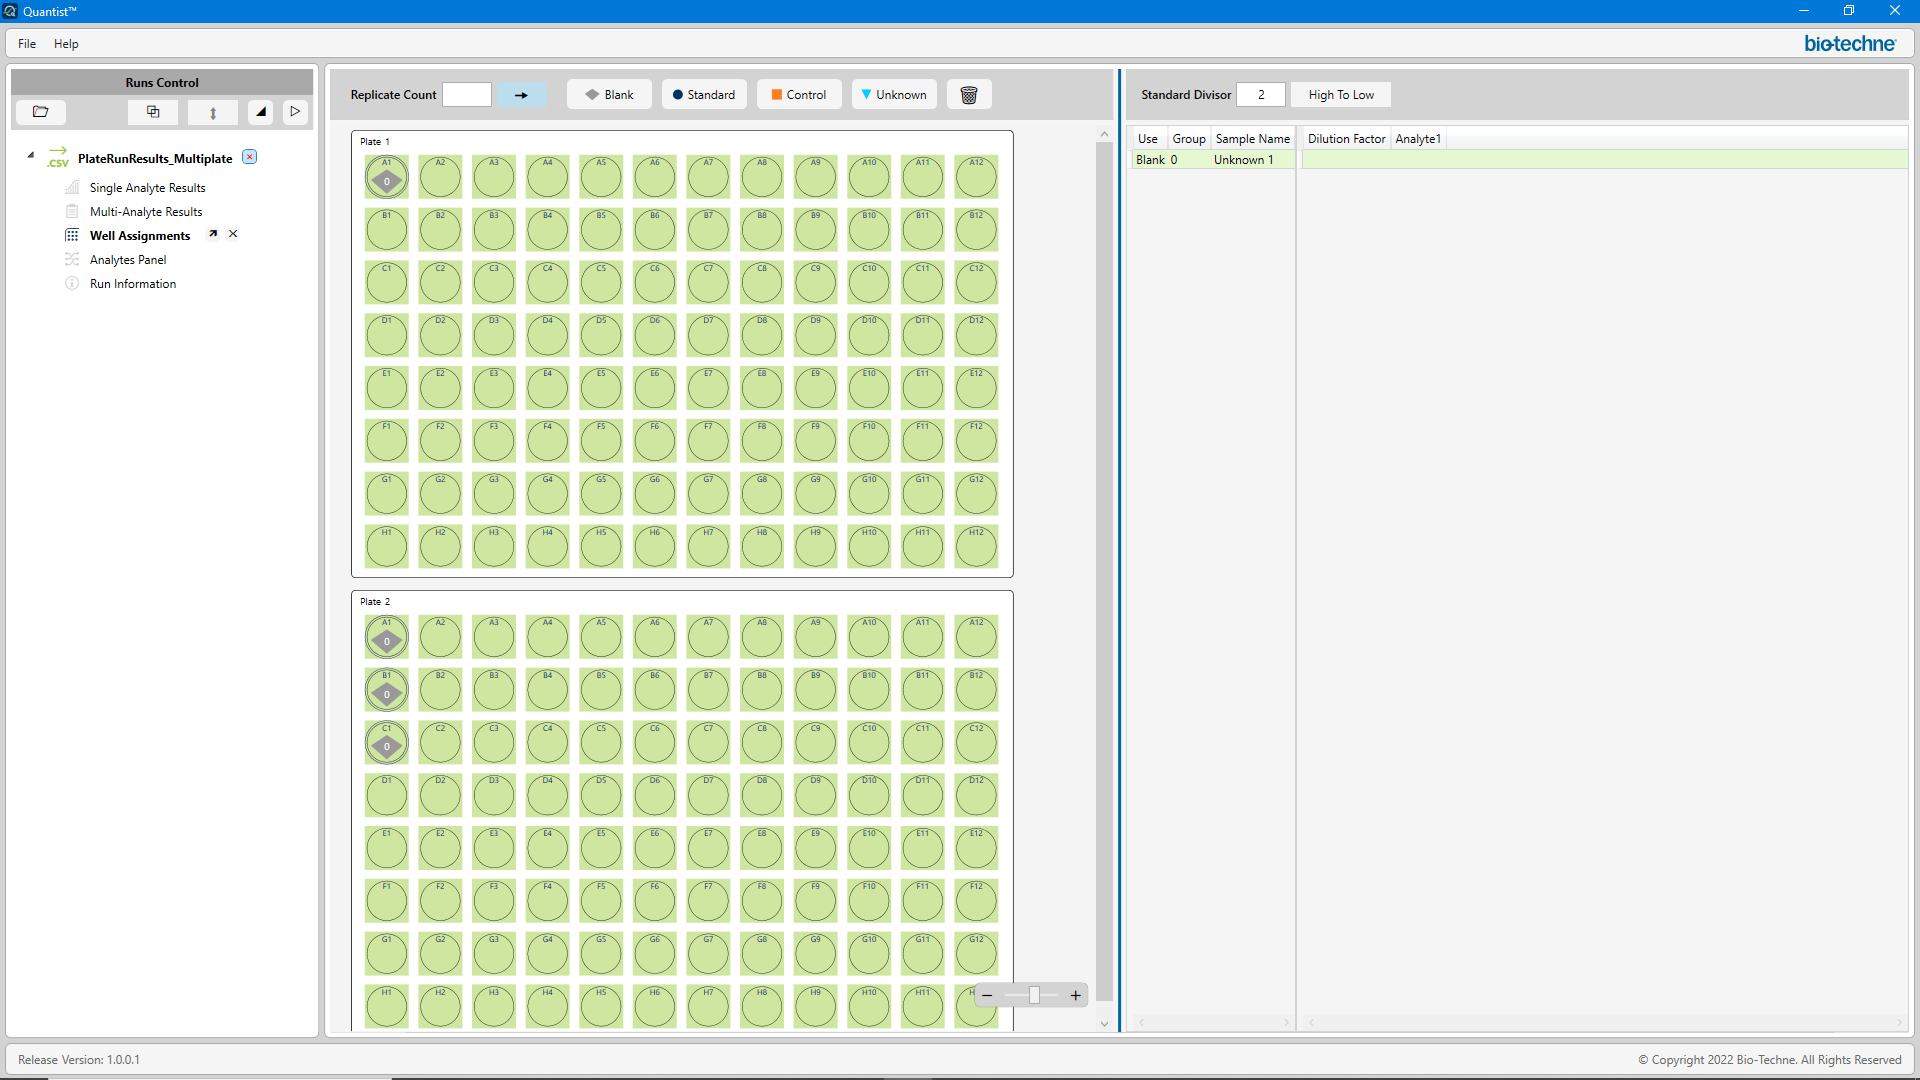 Quantist™
File Help
bio-techne
Runs Control
PlateRunResults_Multiplate
.CSV
Single Analyte Results
Multi-Analyte Results
Well Assignments
Analytes Panel
Run Information
Replicate Count
Blank
Standard
Control
Unknown
Plate 1
A1 A2 A3 A4 A5 A6 A7 A8 A9 A10 A11 A12
0
B1 B2 B3 B4 B5 B6 B7 B8 B9 B10 B11 B12
C1 C2 C3 C4 C5 C6 C7 C8 C9 C10 C11 C12
D1 D2 D3 D4 D5 D6 D7 D8 D9 D10 D11 D12
E1 E2 E3 E4 E5 E6 E7 E8 E9 E10 E11 E12
F1 F2 F3 F4 F5 F6 F7 F8 F9 F10 F11 F12
G1 G2 G3 G4 G5 G6 G7 G8 G9 G10 G11 G12
H1 H2 H3 H4 H5 H6 H7 H8 H9 H10 H11 H12
Plate 2
A1 A2 A3 A4 A5 A6 A7 A8 A9 A10 A11 A12
0
B1 B2 B3 B4 B5 B6 B7 B8 B9 B10 B11 B12
0
C1 C2 C3 C4 C5 C6 C7 C8 C9 C10 C11 C12
0
D1 D2 D3 D4 D5 D6 D7 D8 D9 D10 D11 D12
E1 E2 E3 E4 E5 E6 E7 E8 E9 E10 E11 E12
F1 F2 F3 F4 F5 F6 F7 F8 F9 F10 F11 F12
G1 G2 G3 G4 G5 G6 G7 G8 G9 G10 G11 G12
H1 H2 H3 H4 H5 H6 H7 H8 H9 H10 H11
Standard Divisor 2 High To Low
Use Group Sample Name Dilution Factor Analyte1
Blank 0 Unknown 1
Release Version: 1.0.0.1
© Copyright 2022 Bio-Techne. All Rights Reserved